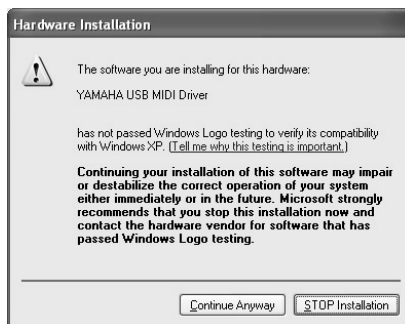 Hardware Installation
The software you are installing for this hardware:
YAMAHA USB MIDI Driver
has not passed Windows Logo testing to verify its compatibility
with Windows XP. (Tell me why this testing is important.)
Continuing your installation of this software may impair
or destabilize the correct operation of your system
either immediately or in the future. Microsoft strongly
recommends that you stop this installation now and
contact the hardware vendor for software that has
passed Windows Logo testing.
Continue Anyway
STOP Installation